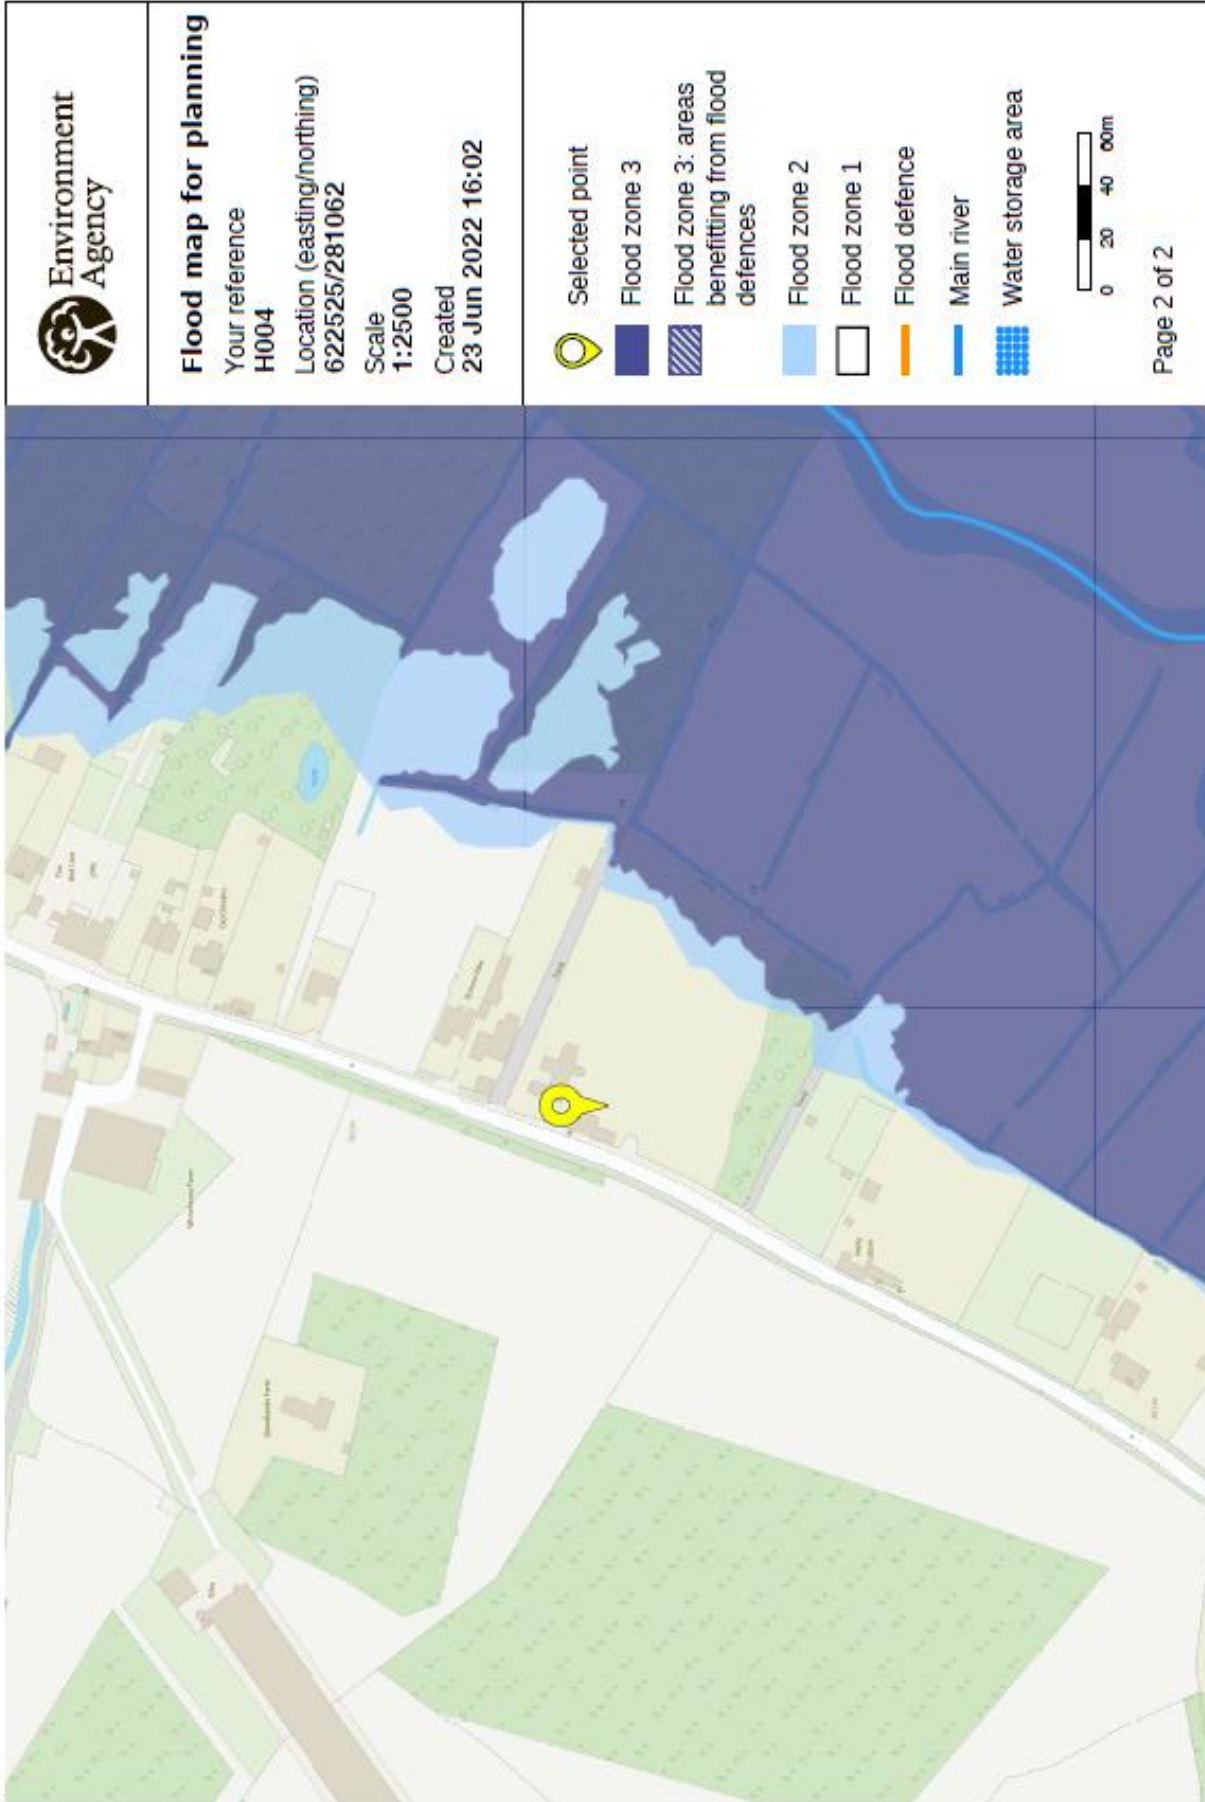 Environment
Agency
Flood map for planning
Your reference
H004
Location (easting/northing)
622525/281062
Scale
1:2500
Created
23 Jun 2022 16:02
Selected point
Flood zone 3
Flood zone 3: areas
benefitting from flood
defences
Flood zone 2
Flood zone 1
Flood defence
Main river
Water storage area
0 20 40 60m
Page 2 of 2